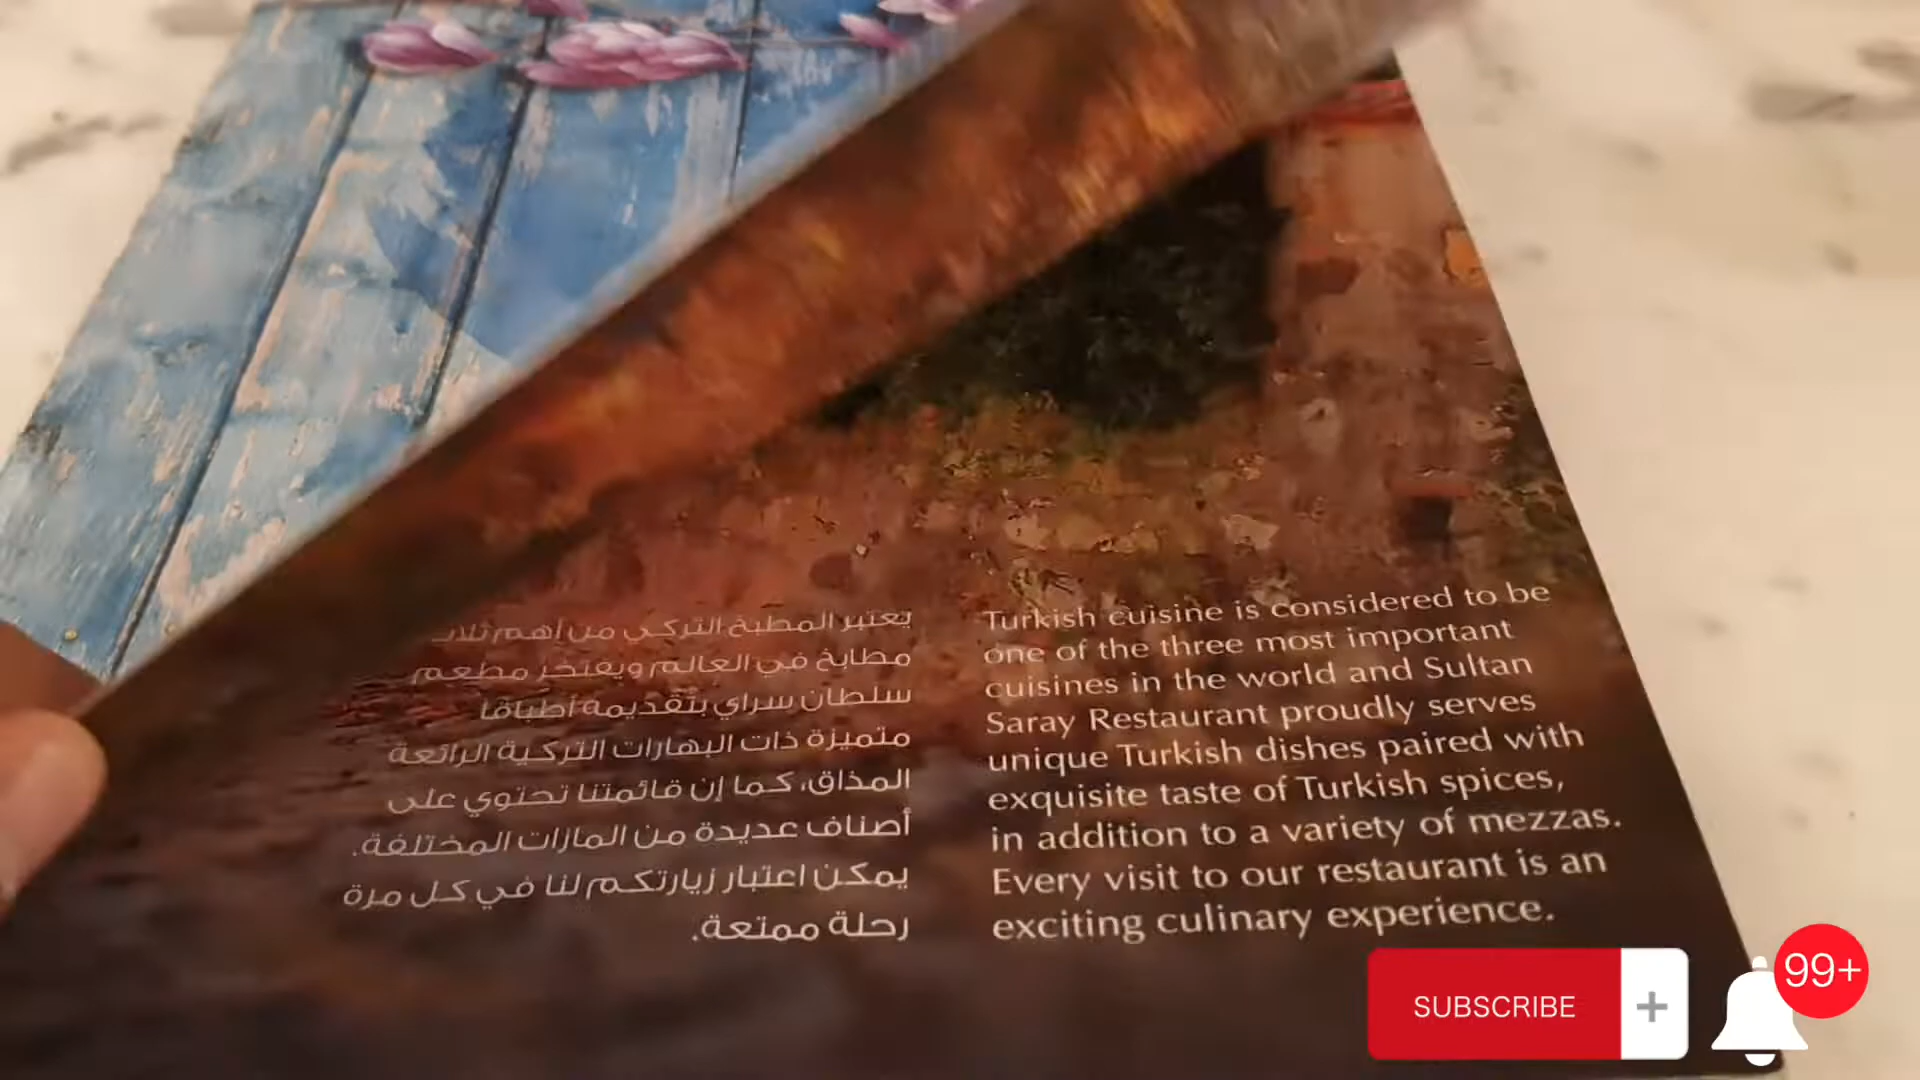 يعتبر المطبخ التركي من أهم ثلاث
مطابخ في العالم ويفتخر مطعم
سلطان سراي بتقديمه أطباقا
متميزة ذات البهارات التركية الرائعة
المذاق، كما إن قائمتنا تحتوي على
أصناف عديدة من المازات المختلفة.
يمكن اعتبار زيارتكم لنا في كل مرة
رحلة ممتعة.
Turkish cuisine is considered to be
one of the three most important
cuisines in the world and Sultan
Saray Restaurant proudly serves
unique Turkish dishes paired with
exquisite taste of Turkish spices,
in addition to a variety of mezzas.
Every visit to our restaurant is an
exciting culinary experience.
SUBSCRIBE +
99+